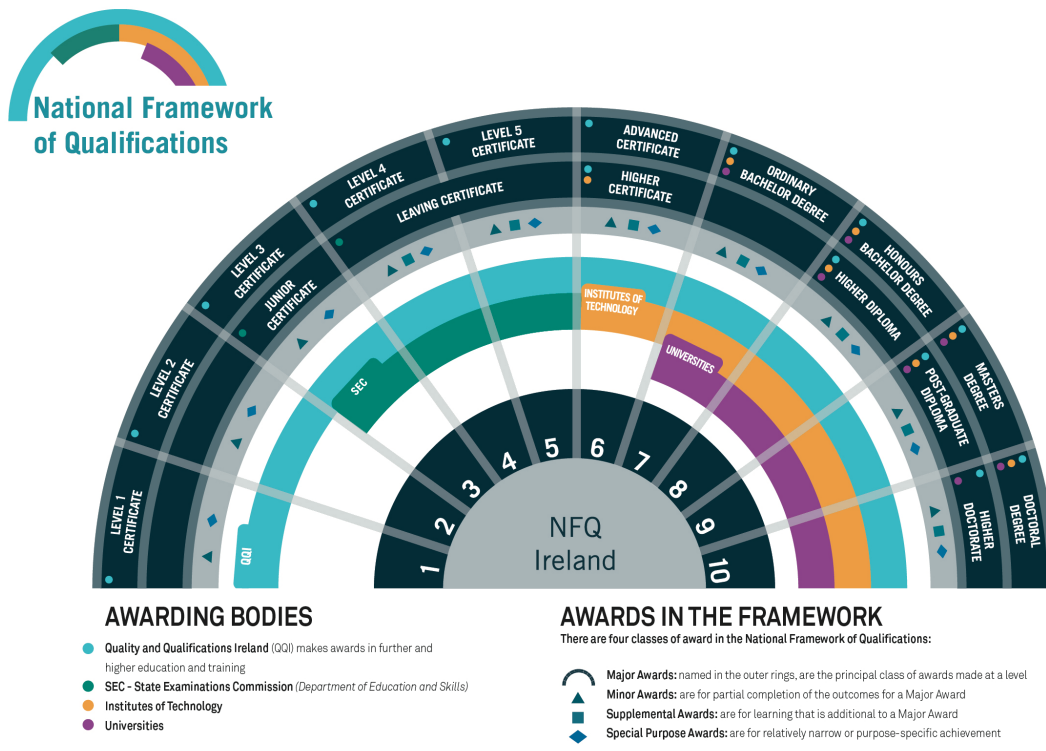 National Framework
of Qualifications
LEVEL 1
CERTIFICATE
LEVEL 2
CERTIFICATE
LEVEL 3
CERTIFICATE
LEVEL 4
CERTIFICATE
LEVEL 5
CERTIFICATE
ADVANCED
CERTIFICATE
ORDINARY
BACHELOR DEGREE
HONOURS
BACHELOR DEGREE
MASTERS
DEGREE
DOCTORAL
DEGREE
JUNIOR
CERTIFICATE
LEAVING CERTIFICATE
HIGHER
CERTIFICATE
HIGHER DIPLOMA
POST-GRADUATE
DIPLOMA
HIGHER
DOCTORATE
QQI
SEC
INSTITUTES OF
TECHNOLOGY
UNIVERSITIES
1
2
3
4
5
6
7
8
9
10
NFQ
Ireland
AWARDING BODIES
Quality and Qualifications Ireland (QQI) makes awards in further and
higher education and training
SEC - State Examinations Commission (Department of Education and Skills)
Institutes of Technology
Universities
AWARDS IN THE FRAMEWORK
There are four classes of award in the National Framework of Qualifications:
Major Awards: named in the outer rings, are the principal class of awards made at a level
Minor Awards: are for partial completion of the outcomes for a Major Award
Supplemental Awards: are for learning that is additional to a Major Award
Special Purpose Awards: are for relatively narrow or purpose-specific achievement